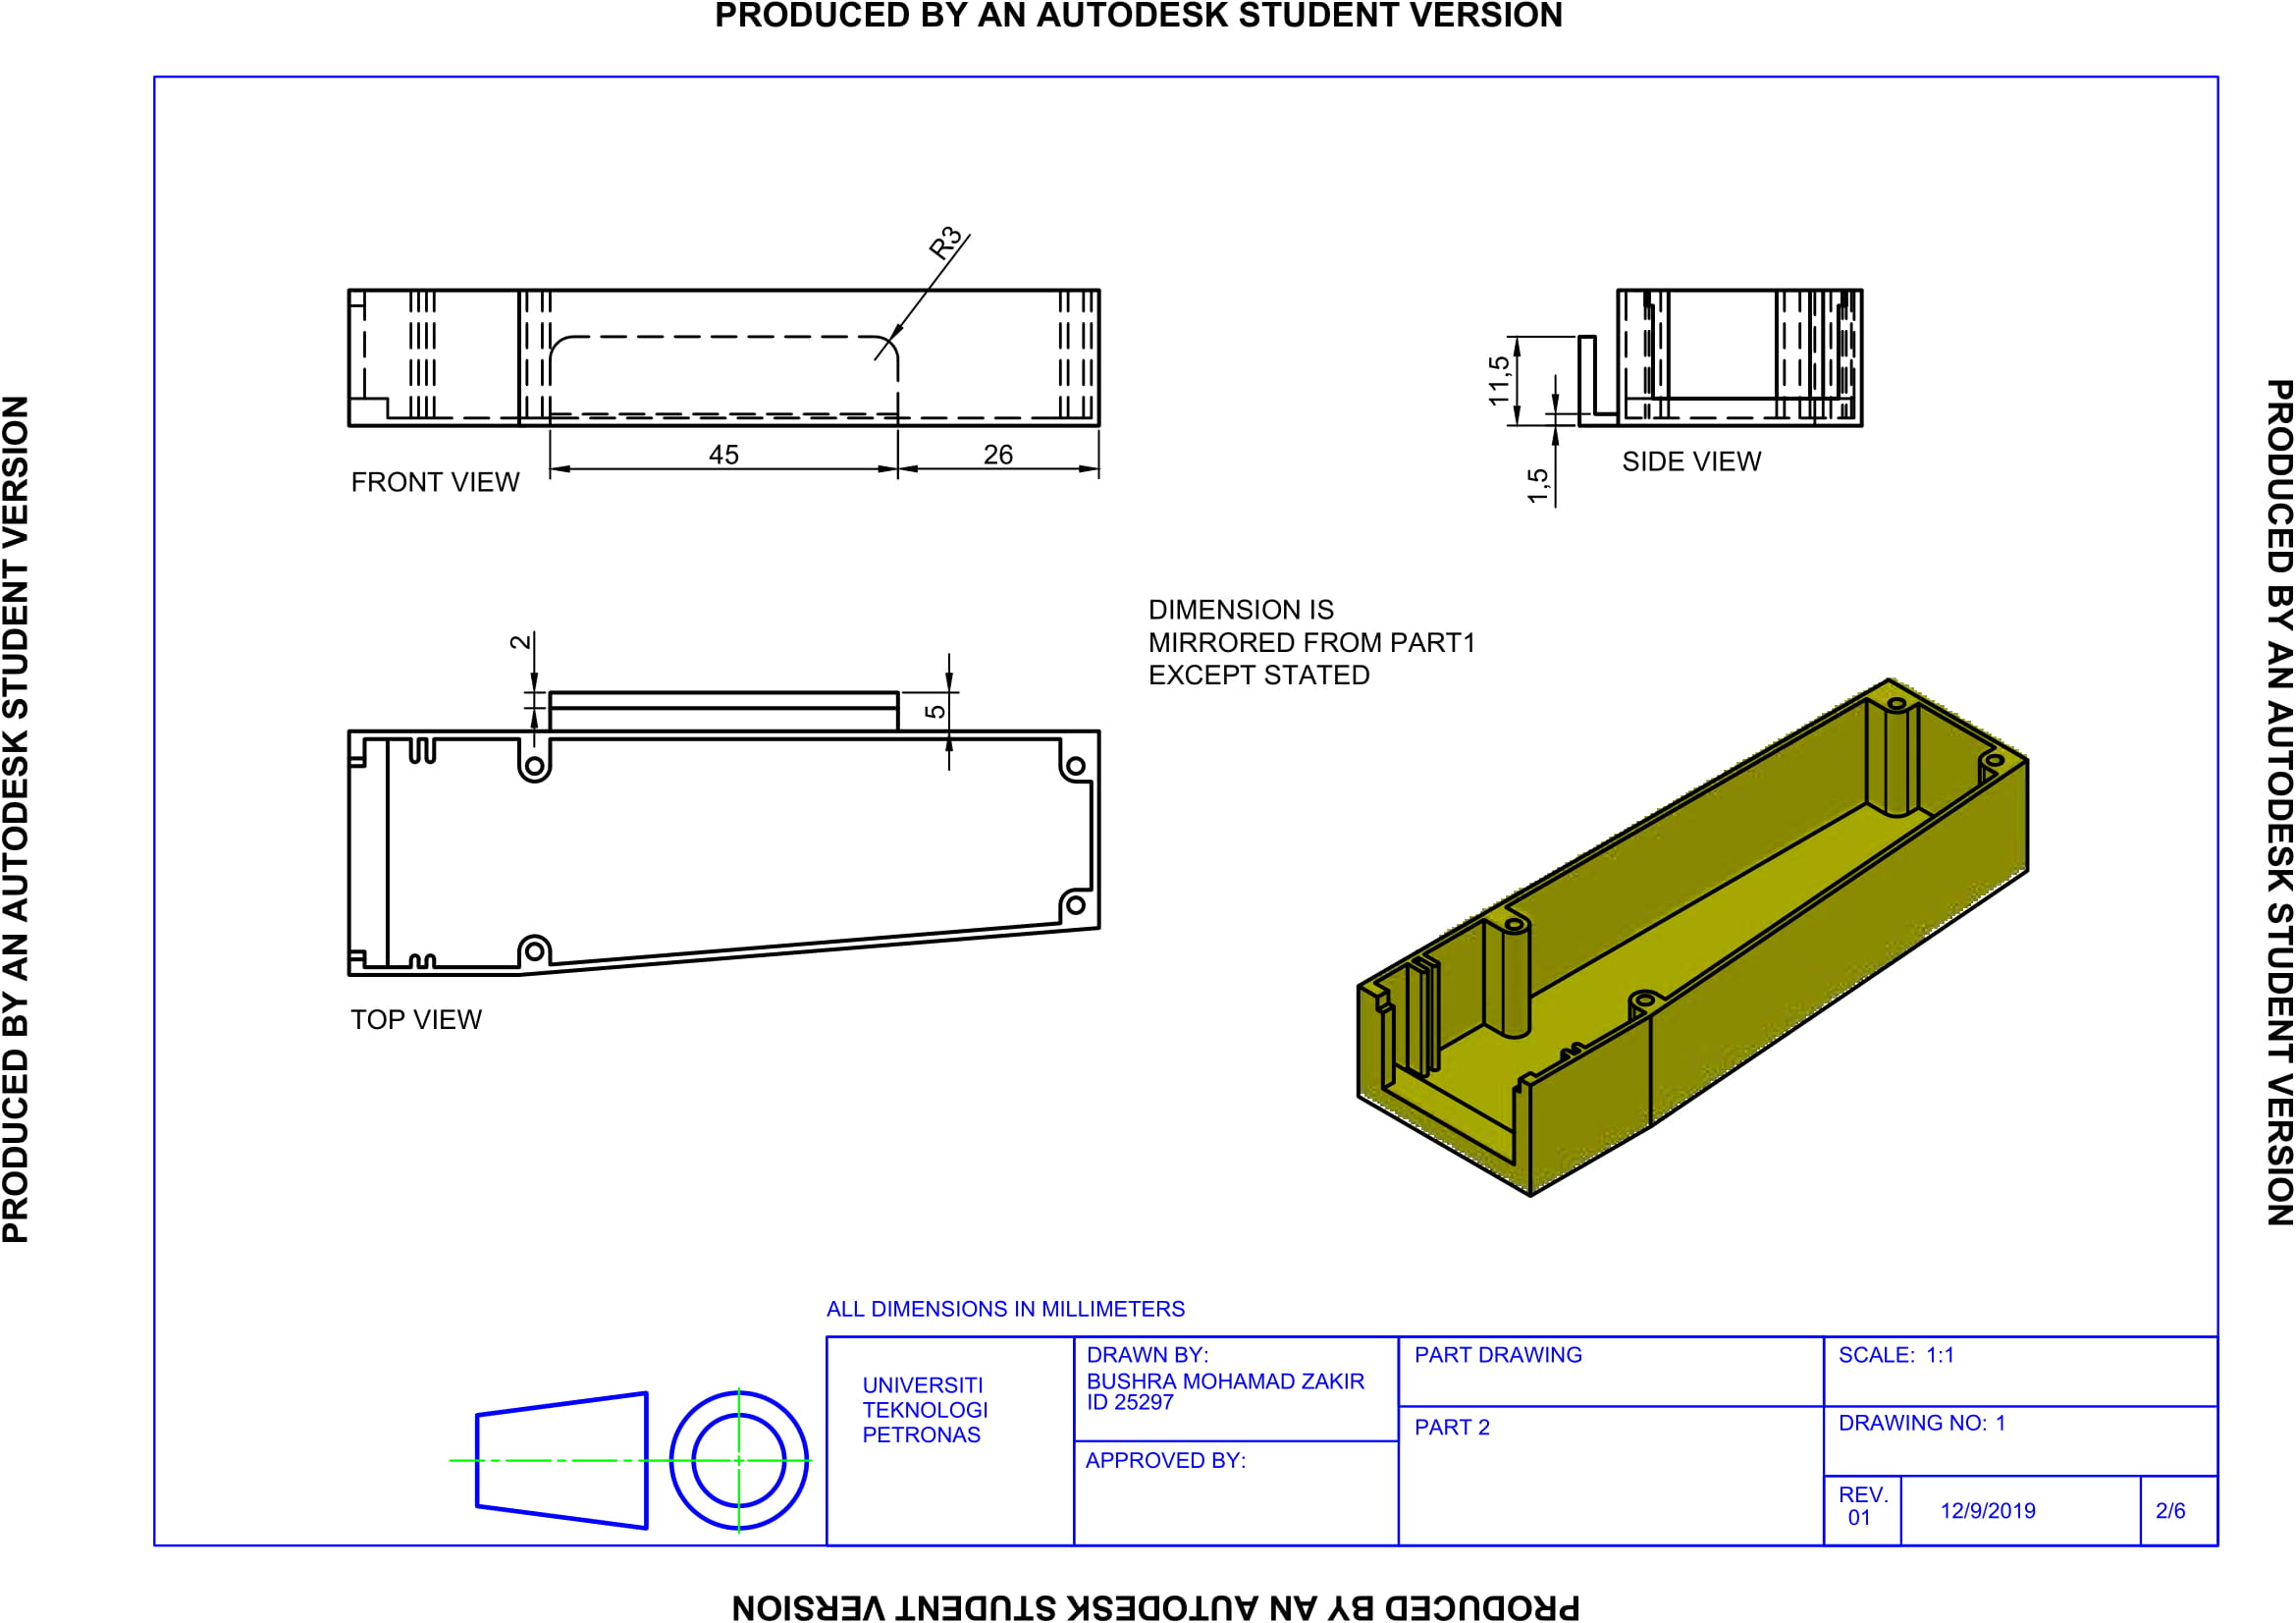 PRODUCED BY AN AUTODESK STUDENT VERSION
PRODUCED BY AN AUTODESK STUDENT VERSION
PRODUCED BY AN AUTODESK STUDENT VERSION
R3
45
26
FRONT VIEW
11,5
1,5
SIDE VIEW
2
5
TOP VIEW
DIMENSION IS
MIRRORED FROM PART1
EXCEPT STATED
ALL DIMENSIONS IN MILLIMETERS
UNIVERSITI
TEKNOLOGI
PETRONAS
DRAWN BY:
BUSHRA MOHAMAD ZAKIR
ID 25297
APPROVED BY:
PART DRAWING
PART 2
SCALE: 1:1
DRAWING NO: 1
REV.
01
12/9/2019
2/6
PRODUCED BY AN AUTODESK STUDENT VERSION